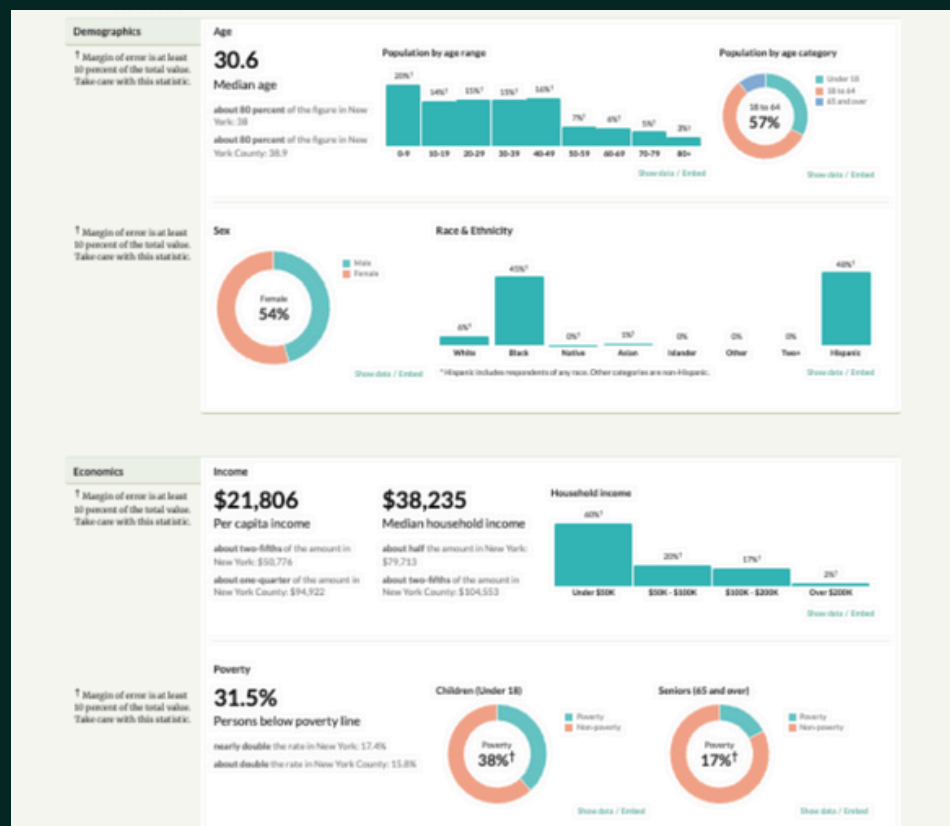 Demographics
† Margin of error is at least
10 percent of the total value.
Take care with this statistic.
Age
30.6
Median age
about 80 percent of the figure in New
York: 38
about 80 percent of the figure in New
York County: 38.9
Population by age range
20%† 14%† 15%† 15%† 16%† 7%† 6%† 5%† 3%†
0-9 10-19 20-29 30-39 40-49 50-59 60-69 70-79 80+
Show data / Embed
Population by age category
18 to 64
57%
Under 18
18 to 64
65 and over
Show data / Embed
† Margin of error is at least
10 percent of the total value.
Take care with this statistic.
Sex
Female
54%
Male
Female
Show data / Embed
Race & Ethnicity
6%† 45%† 0%† 1%† 0% 0% 0% 48%†
White Black Native Asian Islander Other Two+ Hispanic
* Hispanic includes respondents of any race. Other categories are non-Hispanic.
Show data / Embed
Economics
† Margin of error is at least
10 percent of the total value.
Take care with this statistic.
Income
$21,806
Per capita income
about two-fifths of the amount in
New York: $50,776
about one-quarter of the amount in
New York County: $94,922
$38,235
Median household income
about half the amount in New York:
$79,713
about two-fifths of the amount in
New York County: $104,553
Household income
60%† 20%† 17%† 2%†
Under $50K $50K - $100K $100K - $200K Over $200K
Show data / Embed
† Margin of error is at least
10 percent of the total value.
Take care with this statistic.
Poverty
31.5%
Persons below poverty line
nearly double the rate in New York: 17.4%
about double the rate in New York County: 15.8%
Children (Under 18)
Poverty
38%†
Poverty
Non-poverty
Show data / Embed
Seniors (65 and over)
Poverty
17%†
Poverty
Non-poverty
Show data / Embed